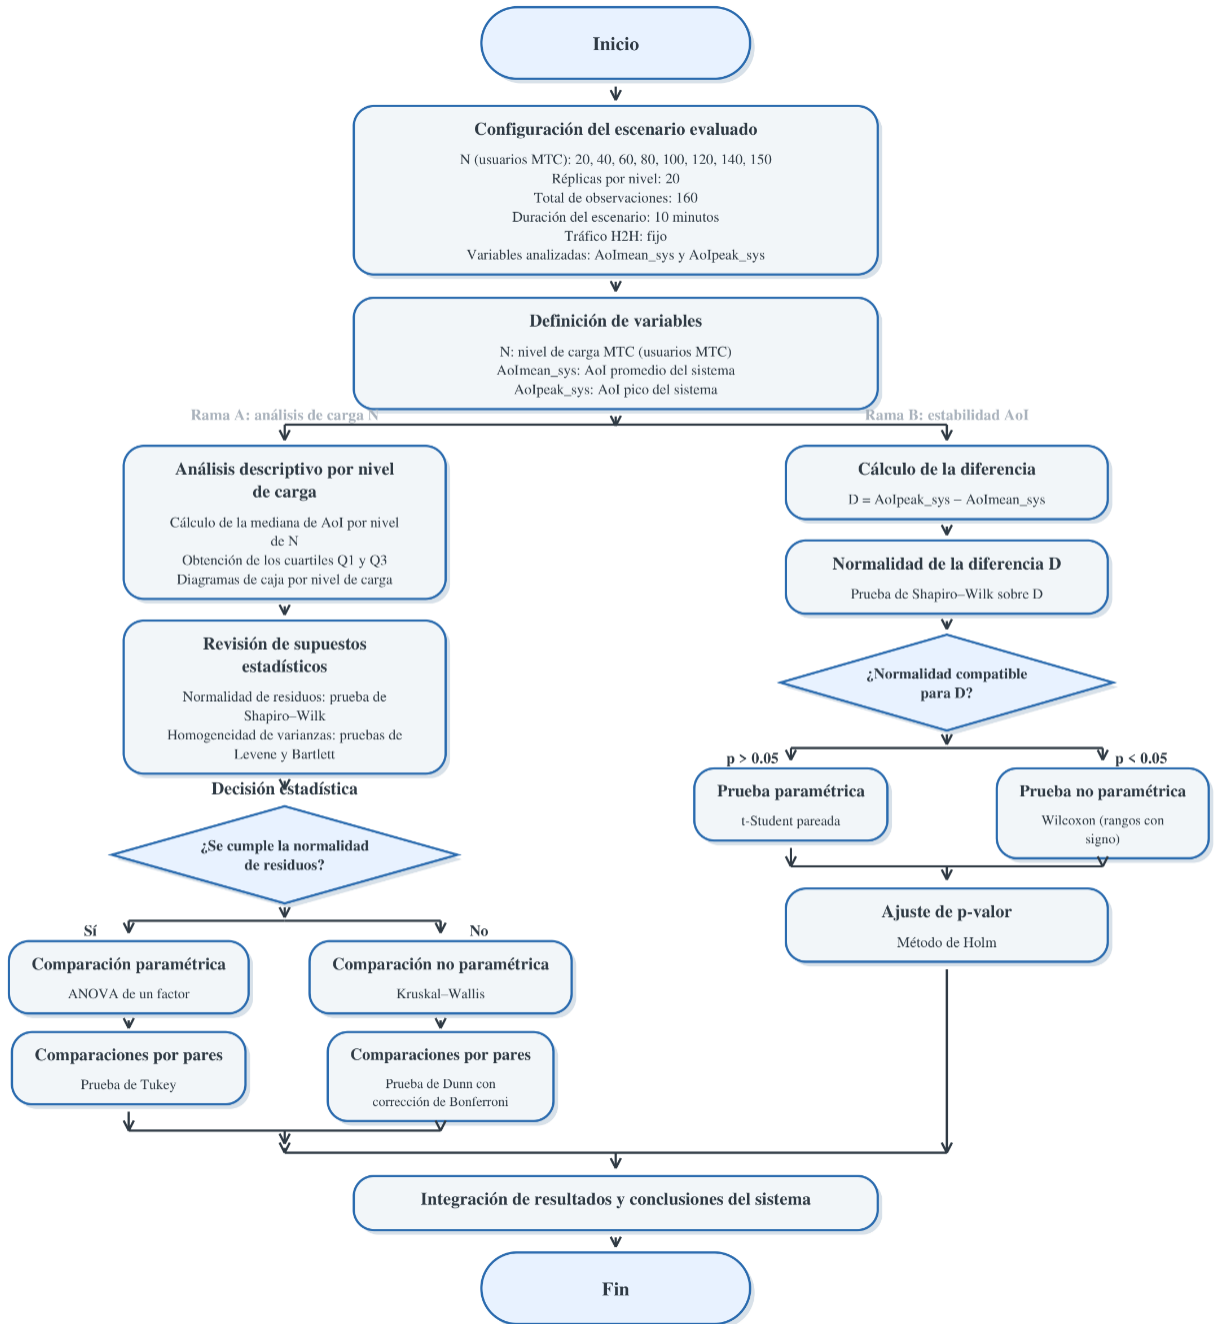 Inicio
Configuración del escenario evaluado
N (usuarios MTC): 20, 40, 60, 80, 100, 120, 140, 150
Réplicas por nivel: 20
Total de observaciones: 160
Duración del escenario: 10 minutos
Tráfico H2H: fijo
Variables analizadas: AoImean_sys y AoIpeak_sys
Definición de variables
N: nivel de carga MTC (usuarios MTC)
AoImean_sys: AoI promedio del sistema
AoIpeak_sys: AoI pico del sistema
Rama A: análisis de carga N
Análisis descriptivo por nivel
de carga
Cálculo de la mediana de AoI por nivel
de N
Obtención de los cuartiles Q1 y Q3
Diagramas de caja por nivel de carga
Revisión de supuestos
estadísticos
Normalidad de residuos: prueba de
Shapiro–Wilk
Homogeneidad de varianzas: pruebas de
Levene y Bartlett
Decisión estadística
¿Se cumple la normalidad
de residuos?
Sí
Comparación paramétrica
ANOVA de un factor
Comparaciones por pares
Prueba de Tukey
No
Comparación no paramétrica
Kruskal–Wallis
Comparaciones por pares
Prueba de Dunn con
corrección de Bonferroni
Rama B: estabilidad AoI
Cálculo de la diferencia
D = AoIpeak_sys − AoImean_sys
Normalidad de la diferencia D
Prueba de Shapiro–Wilk sobre D
¿Normalidad compatible
para D?
p > 0.05
Prueba paramétrica
t-Student pareada
p < 0.05
Prueba no paramétrica
Wilcoxon (rangos con
signo)
Ajuste de p-valor
Método de Holm
Integración de resultados y conclusiones del sistema
Fin